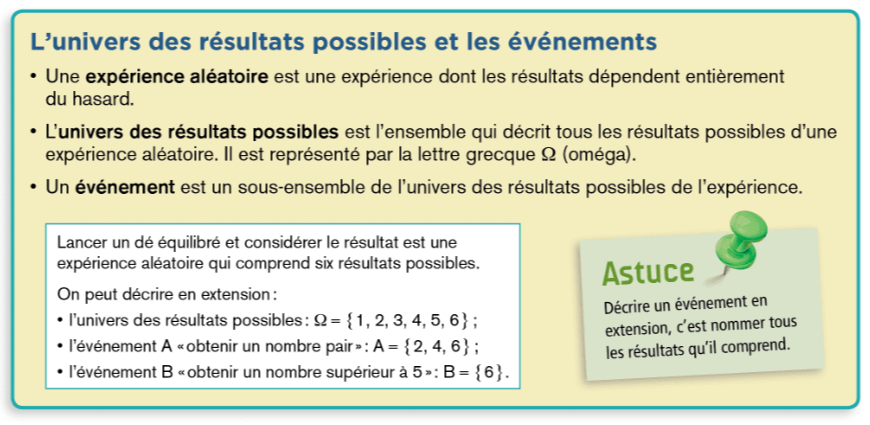 L'univers des résultats possibles et les événements
• Une expérience aléatoire est une expérience dont les résultats dépendent entièrement
du hasard.
• L'univers des résultats possibles est l'ensemble qui décrit tous les résultats possibles d'une
expérience aléatoire. Il est représenté par la lettre grecque Ω (oméga).
• Un événement est un sous-ensemble de l'univers des résultats possibles de l'expérience.
Lancer un dé équilibré et considérer le résultat est une
expérience aléatoire qui comprend six résultats possibles.
On peut décrire en extension :
• l'univers des résultats possibles : Ω = {1, 2, 3, 4, 5, 6} ;
• l'événement A « obtenir un nombre pair » : A = {2, 4, 6} ;
• l'événement B « obtenir un nombre supérieur à 5 » : B = {6}.
Astuce
Décrire un événement en
extension, c'est nommer tous
les résultats qu'il comprend.